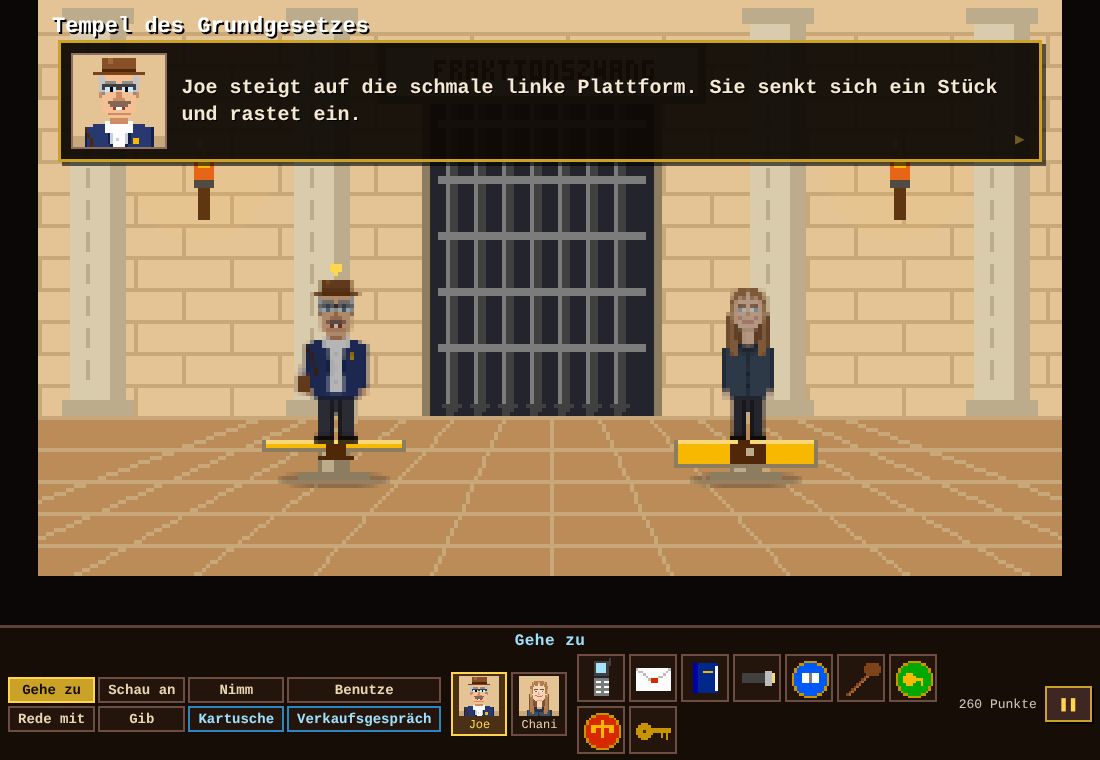 Tempel des Grundgesetzes
FRAKTIONSZWANG
Joe steigt auf die schmale linke Plattform. Sie senkt sich ein Stück
und rastet ein.
Gehe zu
Gehe zu
Schau an
Nimm
Benutze
Rede mit
Gib
Kartusche
Verkaufsgespräch
Joe
Chani
260 Punkte